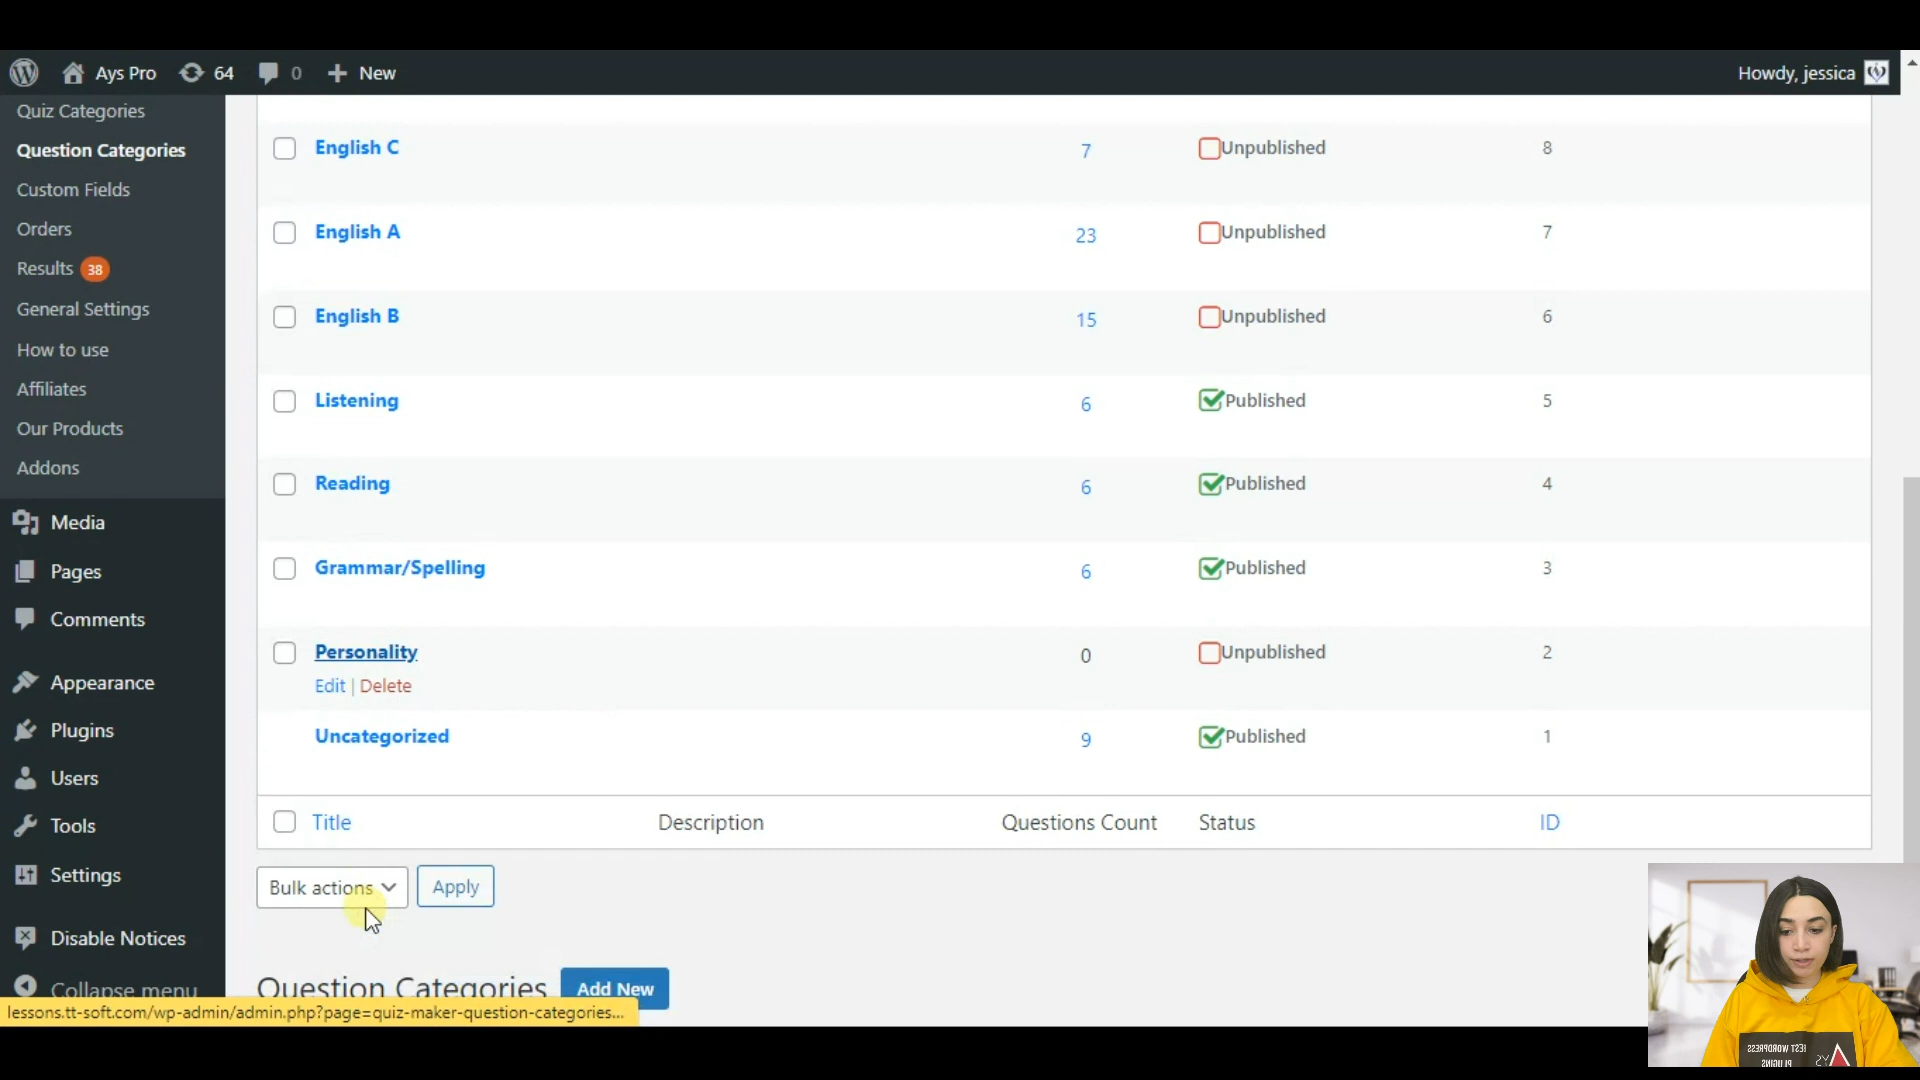 Ays Pro 64 0 New Howdy, jessica
Quiz Categories
Question Categories
Custom Fields
Orders
Results 38
General Settings
How to use
Affiliates
Our Products
Addons
Media
Pages
Comments
Appearance
Plugins
Users
Tools
Settings
Disable Notices
Collapse menu
English C 7 Unpublished 8
English A 23 Unpublished 7
English B 15 Unpublished 6
Listening 6 Published 5
Reading 6 Published 4
Grammar/Spelling 6 Published 3
Personality 0 Unpublished 2
Edit | Delete
Uncategorized 9 Published 1
Title Description Questions Count Status ID
Bulk actions Apply
Question Categories Add New
lessons.tt-soft.com/wp-admin/admin.php?page=quiz-maker-question-categories...